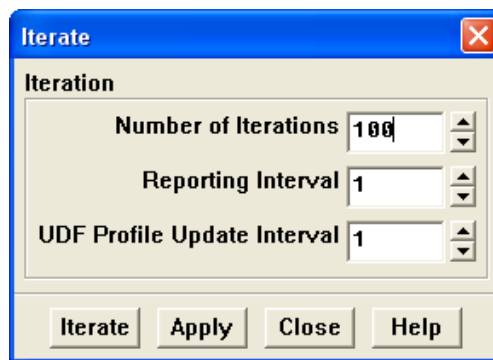 Iterate
Iteration
Number of Iterations 100
Reporting Interval 1
UDF Profile Update Interval 1
Iterate Apply Close Help